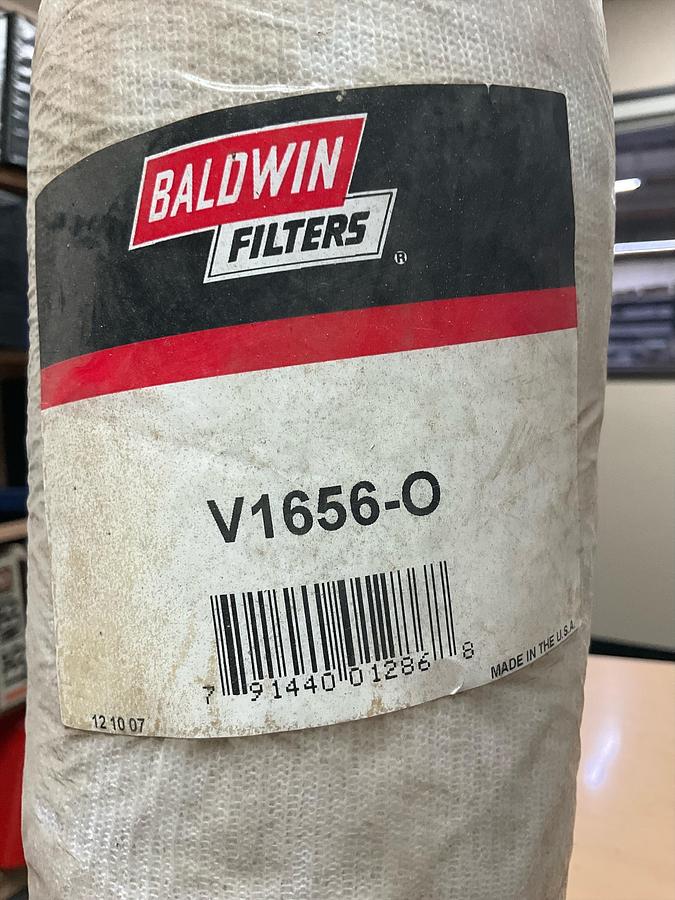 BALDWIN
FILTERS
®
V1656-O
7 91440 01286 8
MADE IN THE U.S.A.
12 10 07